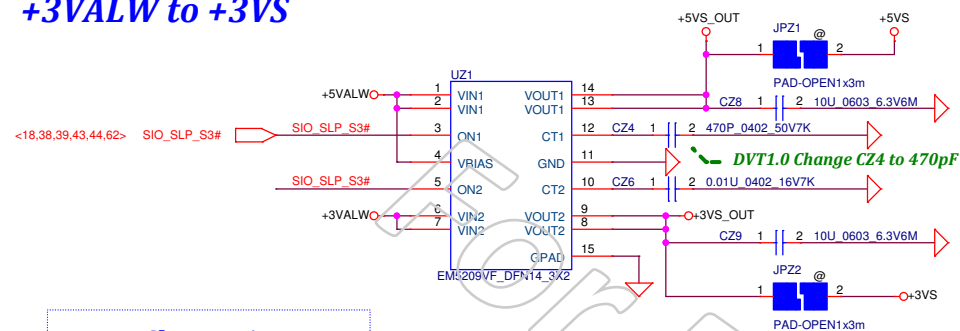 +3VALW to +3VS
+5VS_OUT
+5VS
JPZ1
@
1
2
PAD-OPEN1x3m
UZ1
+5VALW
1
2
VIN1
VIN1
VOUT1
VOUT1
14
13
CZ8 1 2 10U_0603_6.3V6M
<18,38,39,43,44,62> SIO_SLP_S3#
SIO_SLP_S3#
3
ON1
CT1
12
CZ4 1 2 470P_0402_50V7K
4
VBIAS
GND
11
DVT1.0 Change CZ4 to 470pF
SIO_SLP_S3#
5
ON2
CT2
10
CZ6 1 2 0.01U_0402_16V7K
+3VALW
6
7
VIN2
VIN2
VOUT2
VOUT2
9
8
+3VS_OUT
CZ9 1 2 10U_0603_6.3V6M
GPAD
15
EM5209VF_DFN14_3X2
JPZ2
@
1
2
+3VS
PAD-OPEN1x3m
For